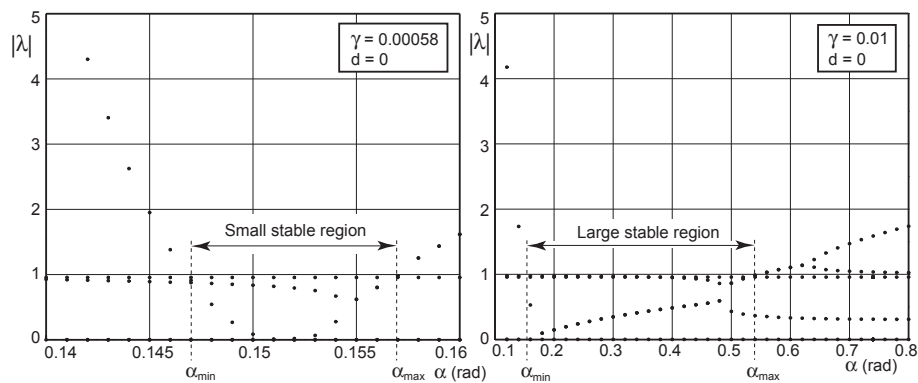 |λ|
5
4
3
2
1
0
γ = 0.00058
d = 0
Small stable region
0.14
0.145
0.15
0.155
0.16
αmin
αmax
α (rad)
|λ|
5
4
3
2
1
0
γ = 0.01
d = 0
Large stable region
0.1
0.2
0.3
0.4
0.5
0.6
0.7
0.8
αmin
αmax
α (rad)